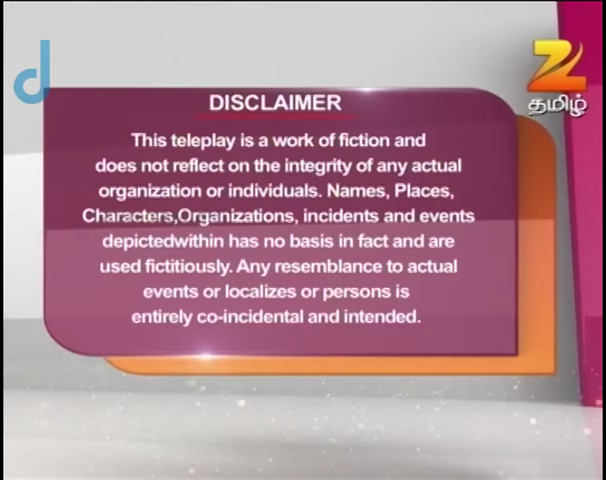 d
Z
தமிழ்
DISCLAIMER
This teleplay is a work of fiction and
does not reflect on the integrity of any actual
organization or individuals. Names, Places,
Characters,Organizations, incidents and events
depictedwithin has no basis in fact and are
used fictitiously. Any resemblance to actual
events or localizes or persons is
entirely co-incidental and intended.